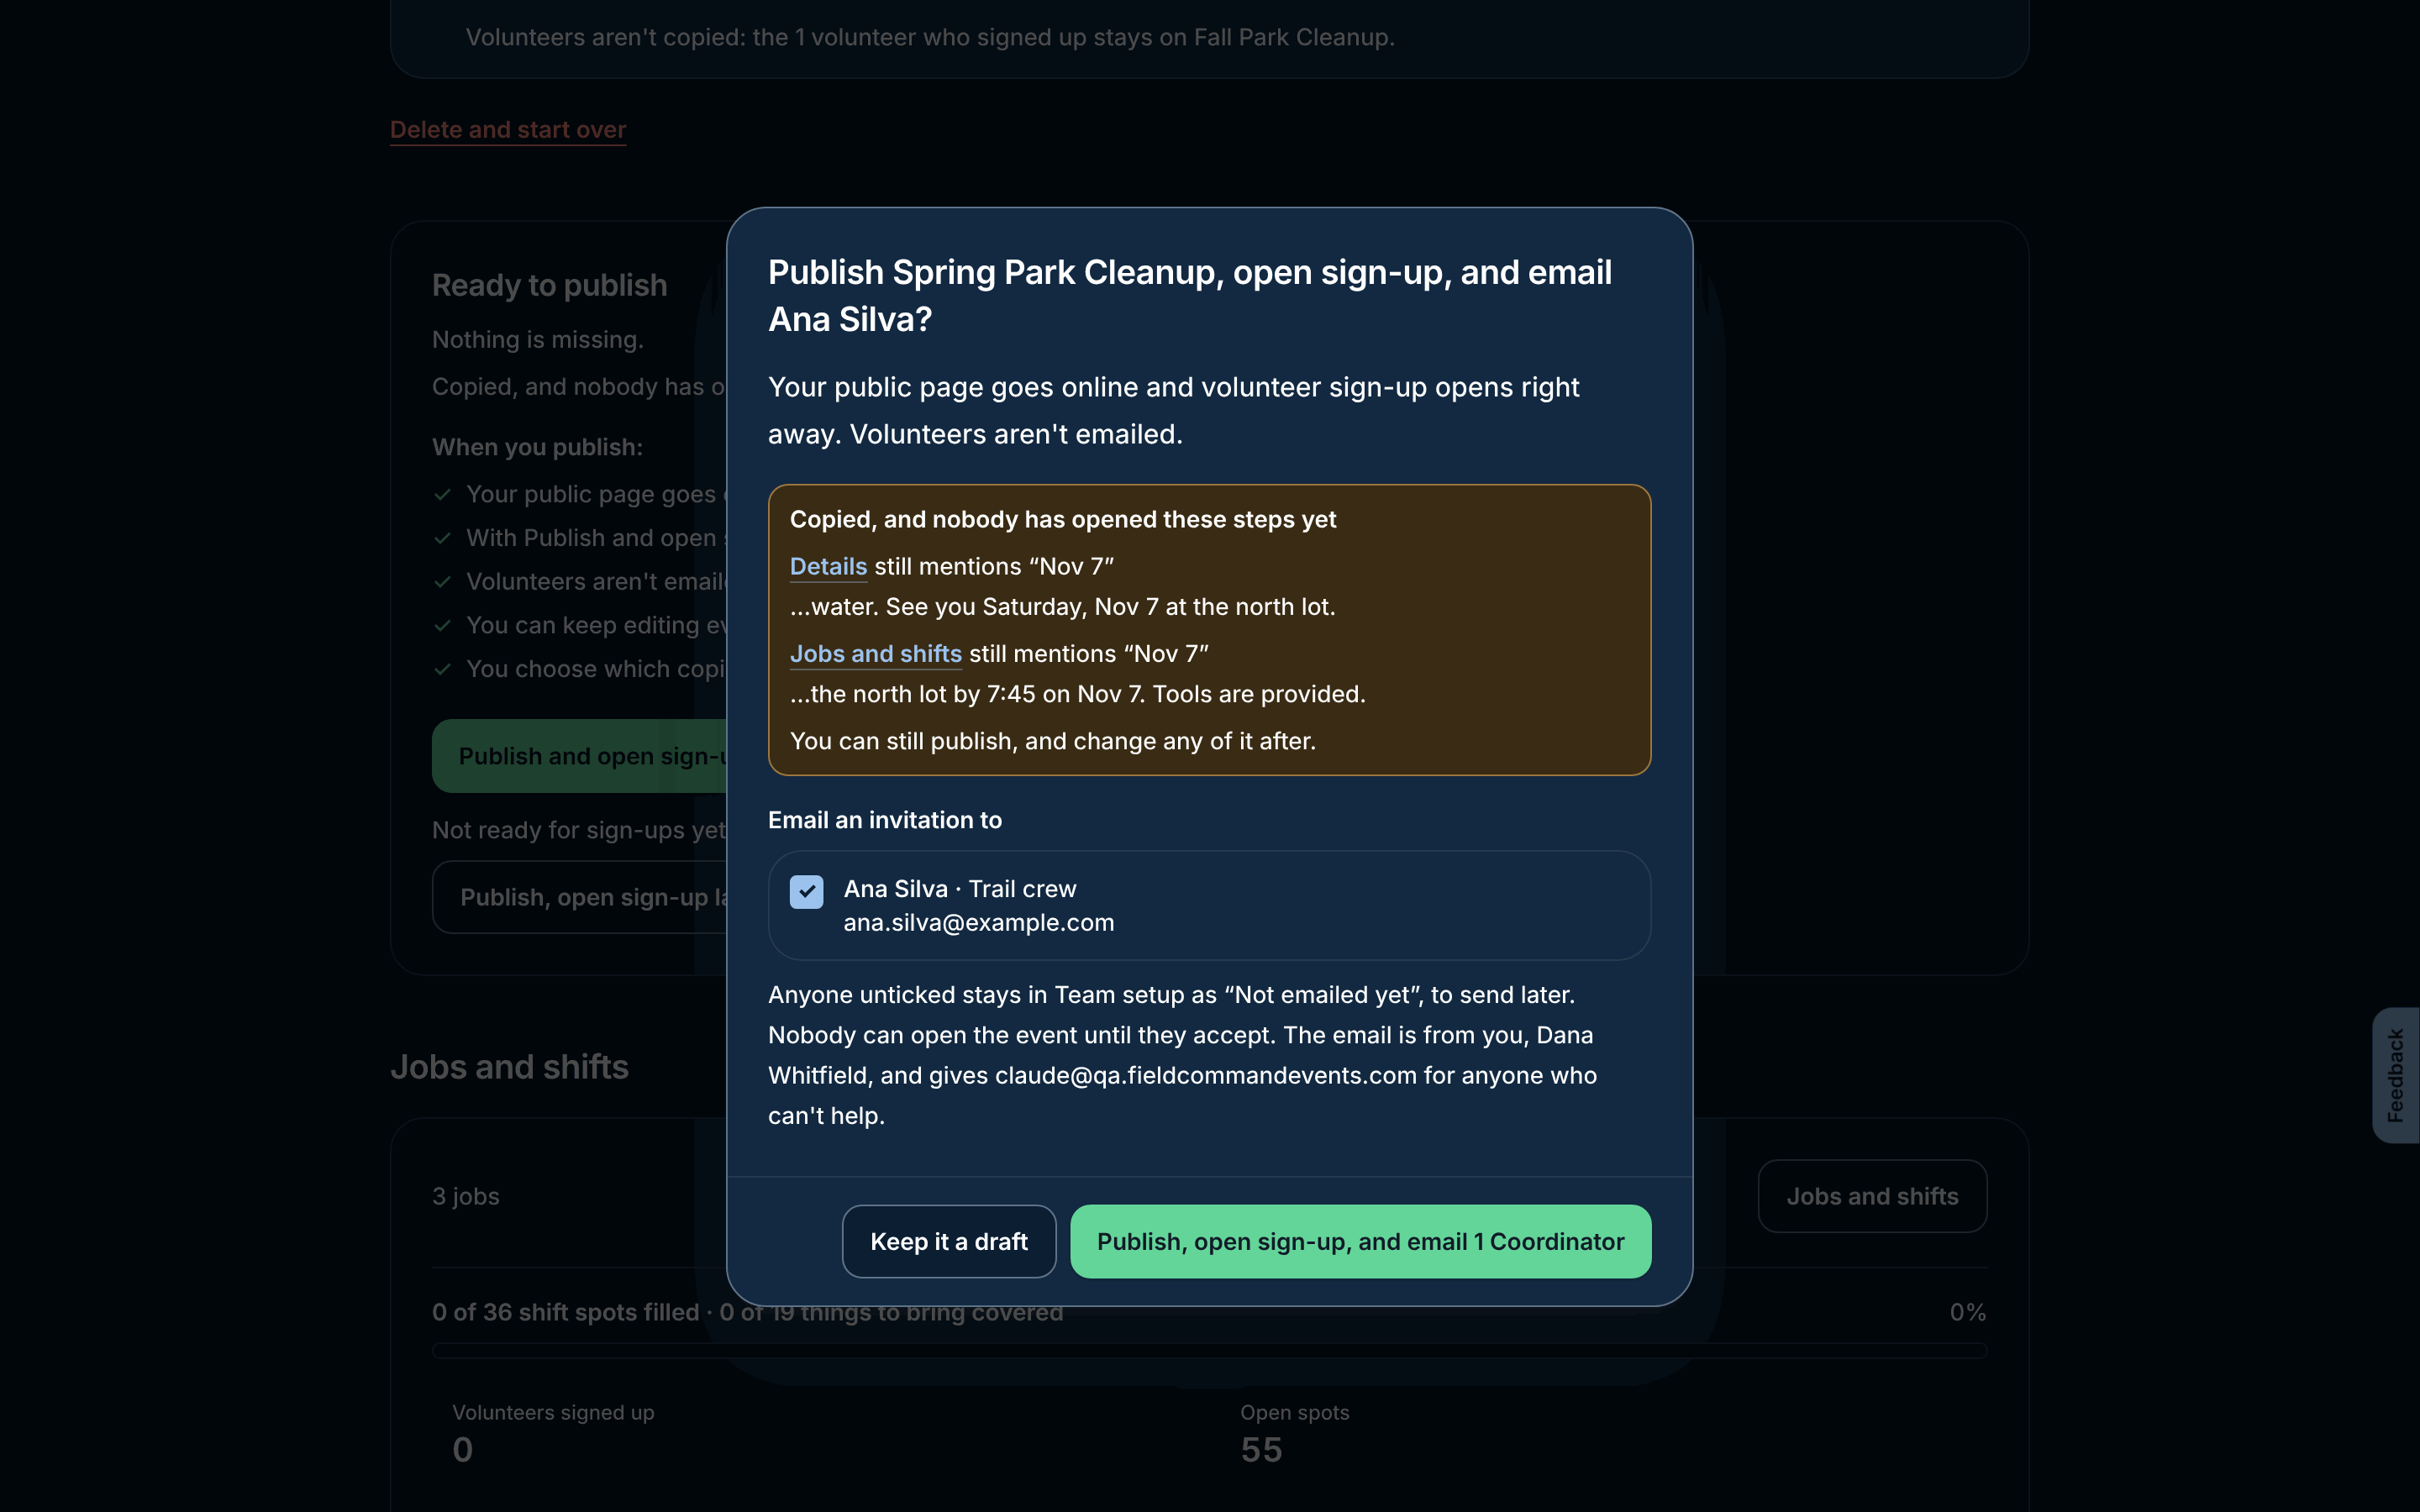 Volunteers aren't copied: the 1 volunteer who signed up stays on Fall Park Cleanup.
Delete and start over
Ready to publish
Nothing is missing.
Copied, and nobody has o
When you publish:
Your public page goes
With Publish and open
Volunteers aren't email
You can keep editing ev
You choose which copi
Publish and open sign-u
Not ready for sign-ups yet
Publish, open sign-up la
Publish Spring Park Cleanup, open sign-up, and email
Ana Silva?
Your public page goes online and volunteer sign-up opens right
away. Volunteers aren't emailed.
Copied, and nobody has opened these steps yet
Details still mentions “Nov 7”
…water. See you Saturday, Nov 7 at the north lot.
Jobs and shifts still mentions “Nov 7”
…the north lot by 7:45 on Nov 7. Tools are provided.
You can still publish, and change any of it after.
Email an invitation to
Ana Silva · Trail crew
ana.silva@example.com
Anyone unticked stays in Team setup as “Not emailed yet”, to send later.
Nobody can open the event until they accept. The email is from you, Dana
Whitfield, and gives claude@qa.fieldcommandevents.com for anyone who
can't help.
Keep it a draft
Publish, open sign-up, and email 1 Coordinator
Feedback
Jobs and shifts
3 jobs
Jobs and shifts
0 of 36 shift spots filled · 0 of 19 things to bring covered
0%
Volunteers signed up
0
Open spots
55